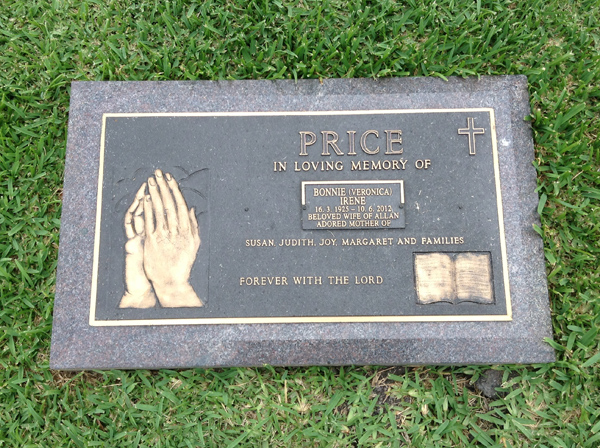 PRICE
IN LOVING MEMORY OF
BONNIE (VERONICA)
IRENE
16. 3. 1925 – 10. 6. 2012
BELOVED WIFE OF ALLAN
ADORED MOTHER OF
SUSAN, JUDITH, JOY, MARGARET AND FAMILIES
FOREVER WITH THE LORD